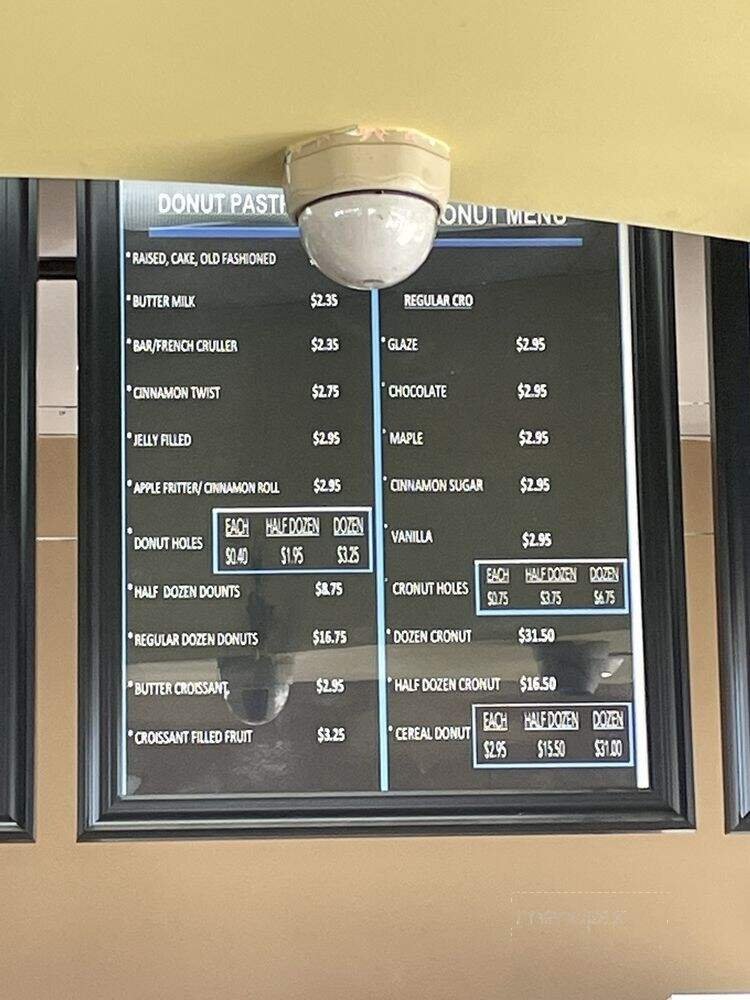 DONUT PASTR
* RAISED, CAKE, OLD FASHIONED
* BUTTER MILK $2.35
* BAR/FRENCH CRULLER $2.35
* CINNAMON TWIST $2.75
* JELLY FILLED $2.95
* APPLE FRITTER/ CINNAMON ROLL $2.95
* DONUT HOLES
EACH HALF DOZEN DOZEN
$0.40 $1.95 $3.25
* HALF DOZEN DOUNTS $8.75
* REGULAR DOZEN DONUTS $16.75
* BUTTER CROISSANT, $2.95
* CROISSANT FILLED FRUIT $3.25
ONUT MENU
REGULAR CRO
* GLAZE $2.95
* CHOCOLATE $2.95
* MAPLE $2.95
* CINNAMON SUGAR $2.95
* VANILLA $2.95
* CRONUT HOLES
EACH HALF DOZEN DOZEN
$0.75 $3.75 $6.75
* DOZEN CRONUT $31.50
* HALF DOZEN CRONUT $16.50
* CEREAL DONUT
EACH HALF DOZEN DOZEN
$2.95 $15.50 $31.00